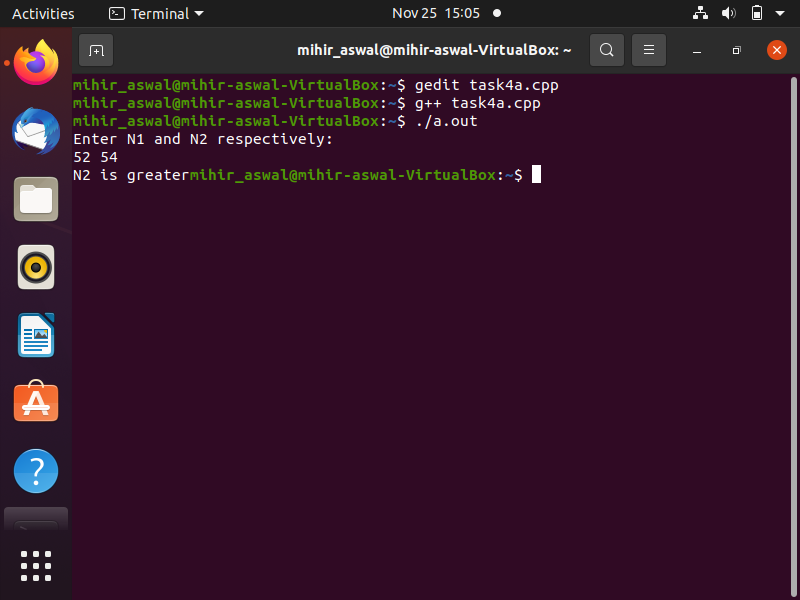 Activities
Terminal
Nov 25 15:05
mihir_aswal@mihir-aswal-VirtualBox: ~
mihir_aswal@mihir-aswal-VirtualBox:~$ gedit task4a.cpp
mihir_aswal@mihir-aswal-VirtualBox:~$ g++ task4a.cpp
mihir_aswal@mihir-aswal-VirtualBox:~$ ./a.out
Enter N1 and N2 respectively:
52 54
N2 is greatermihir_aswal@mihir-aswal-VirtualBox:~$